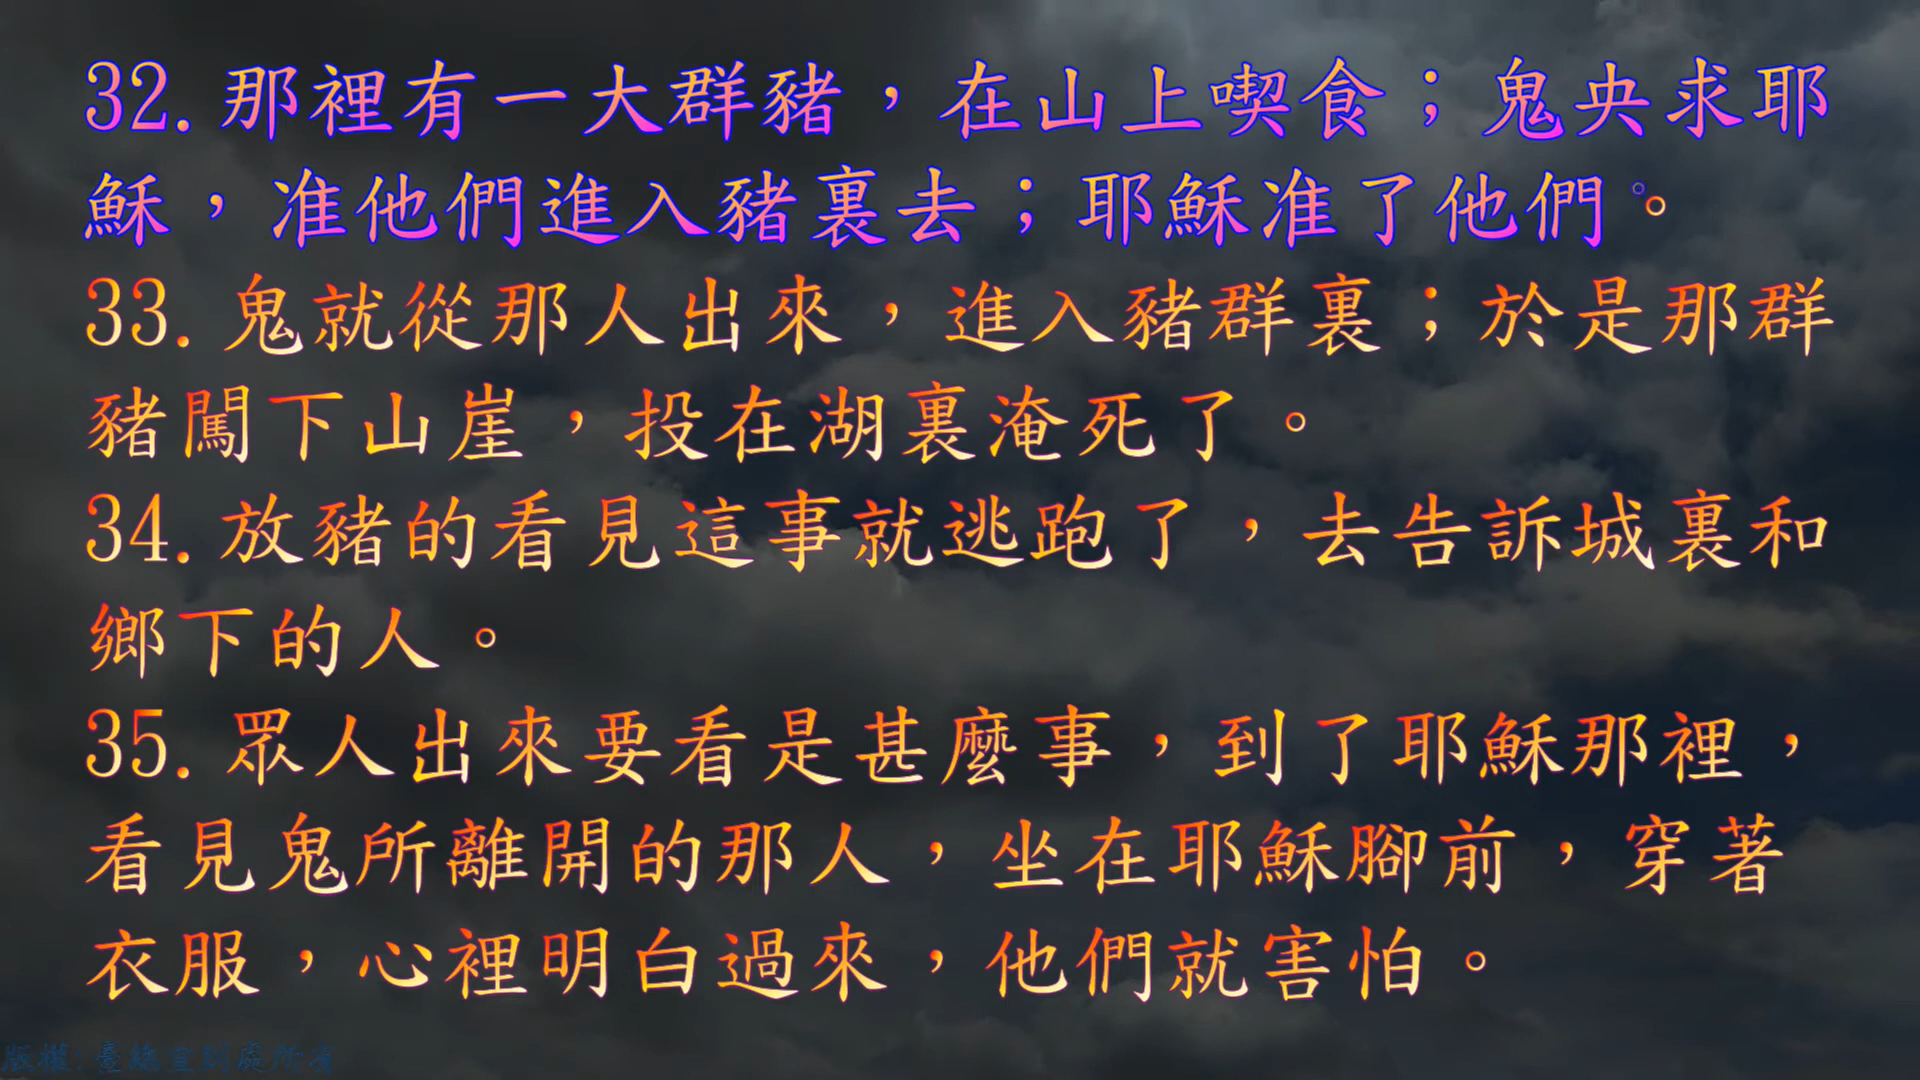 32. 那裡有一大群豬，在山上喫食；鬼央求耶
穌，准他們進入豬裏去；耶穌准了他們。
33. 鬼就從那人出來，進入豬群裏；於是那群
豬闖下山崖，投在湖裏淹死了。
34. 放豬的看見這事就逃跑了，去告訴城裏和
鄉下的人。
35. 眾人出來要看是甚麼事，到了耶穌那裡，
看見鬼所離開的那人，坐在耶穌腳前，穿著
衣服，心裡明白過來，他們就害怕。
版權:臺總宣訓處所有